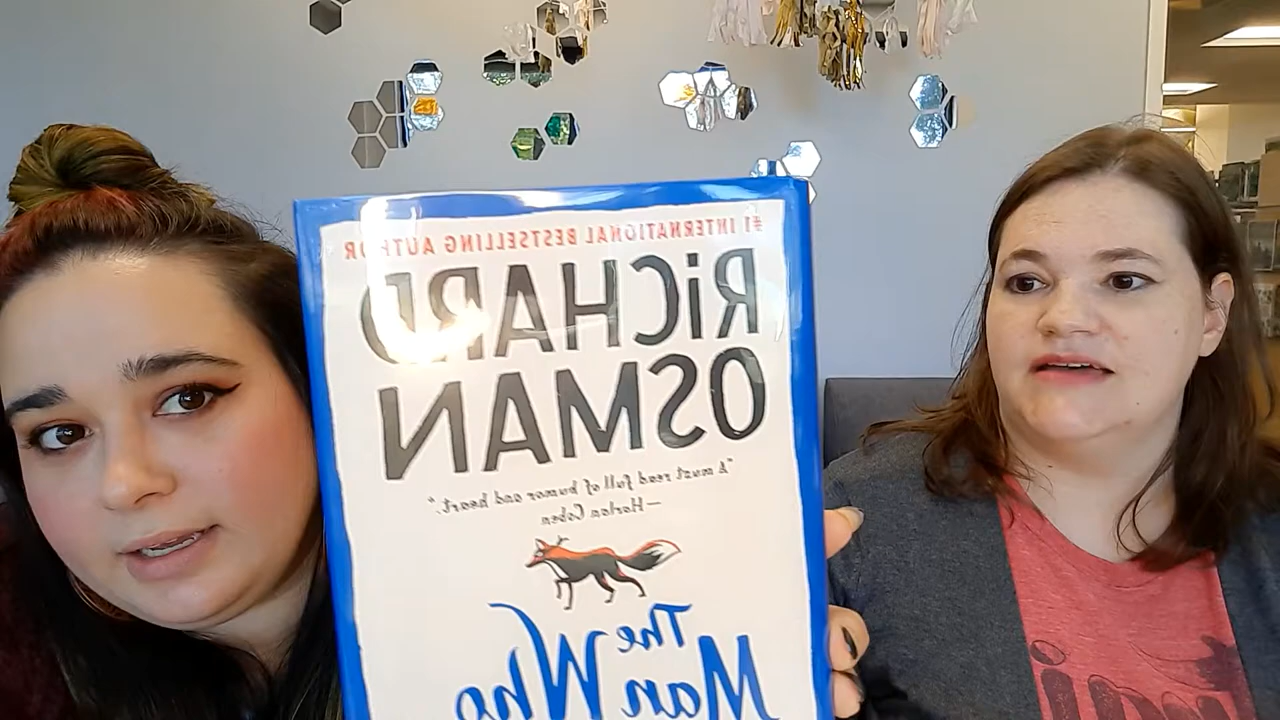 #1 INTERNATIONAL BESTSELLING AUTHOR
RiCHARD
OSMAN
"A must read full of humor and heart."
—Harlan Coben
The
Man Who